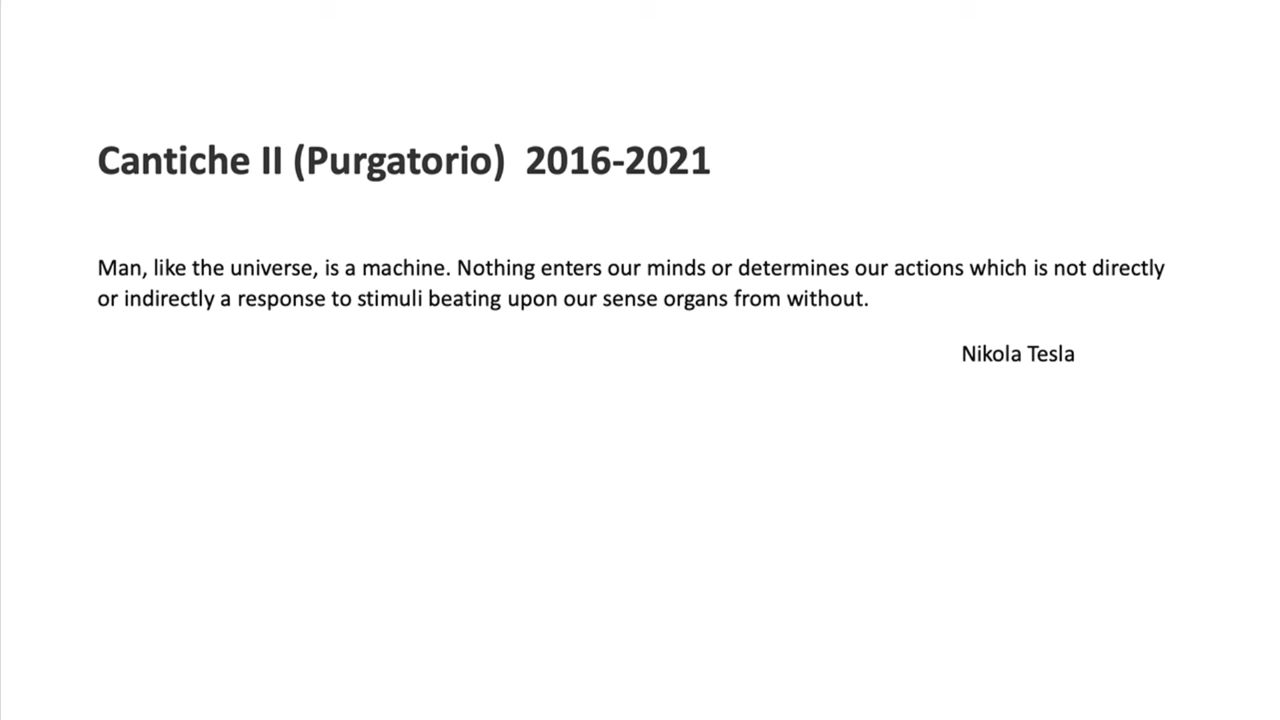 Cantiche II (Purgatorio) 2016-2021
Man, like the universe, is a machine. Nothing enters our minds or determines our actions which is not directly
or indirectly a response to stimuli beating upon our sense organs from without.
Nikola Tesla